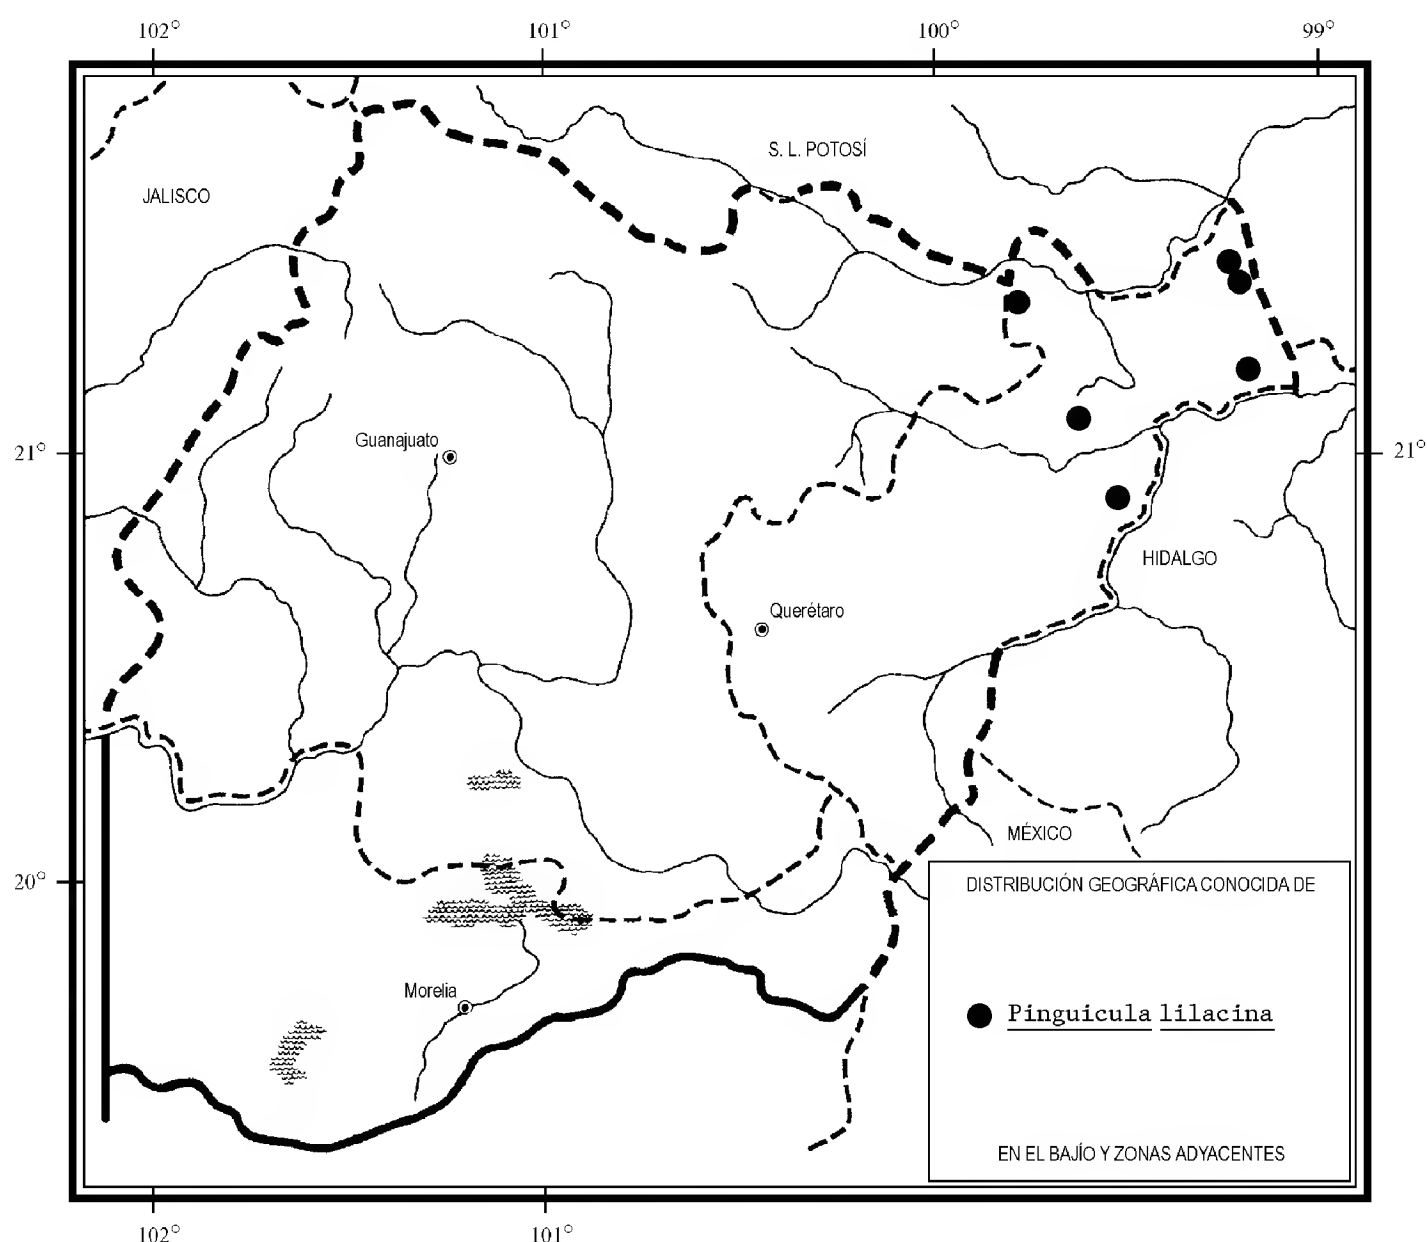 102° 101° 100° 99°
S. L. POTOSÍ
JALISCO
Guanajuato
21° 21°
HIDALGO
Querétaro
MÉXICO
20°
DISTRIBUCIÓN GEOGRÁFICA CONOCIDA DE
Morelia
Pinguicula lilacina
EN EL BAJÍO Y ZONAS ADYACENTES
102° 101°